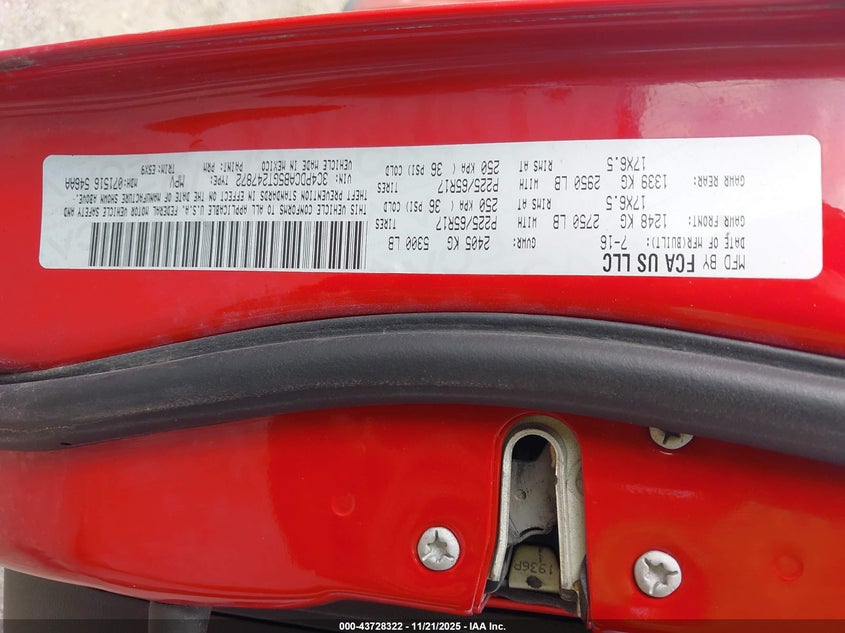 MFD BY FCA US LLC
DATE OF MFR(BUILT): 7-16 GVWR: 2405 KG 5300 LB
GAWR FRONT: 1248 KG 2750 LB WITH P225/65R17 TIRES
17X6.5 RIMS AT 250 KPA ( 36 PSI) COLD
GAWR REAR: 1339 KG 2950 LB WITH P225/65R17 TIRES
17X6.5 RIMS AT 250 KPA ( 36 PSI) COLD
THIS VEHICLE CONFORMS TO ALL APPLICABLE U.S.A. FEDERAL MOTOR VEHICLE SAFETY AND
THEFT PREVENTION STANDARDS IN EFFECT ON THE DATE OF MANUFACTURE SHOWN ABOVE.
VIN: 3C4PDCAB5GT247872 TYPE: MPV MDH:071516 546AA
VEHICLE MADE IN MEXICO PAINT: PRM TRIM: E5X9
1936P
000-43728322 — 11/21/2025 — IAA Inc.